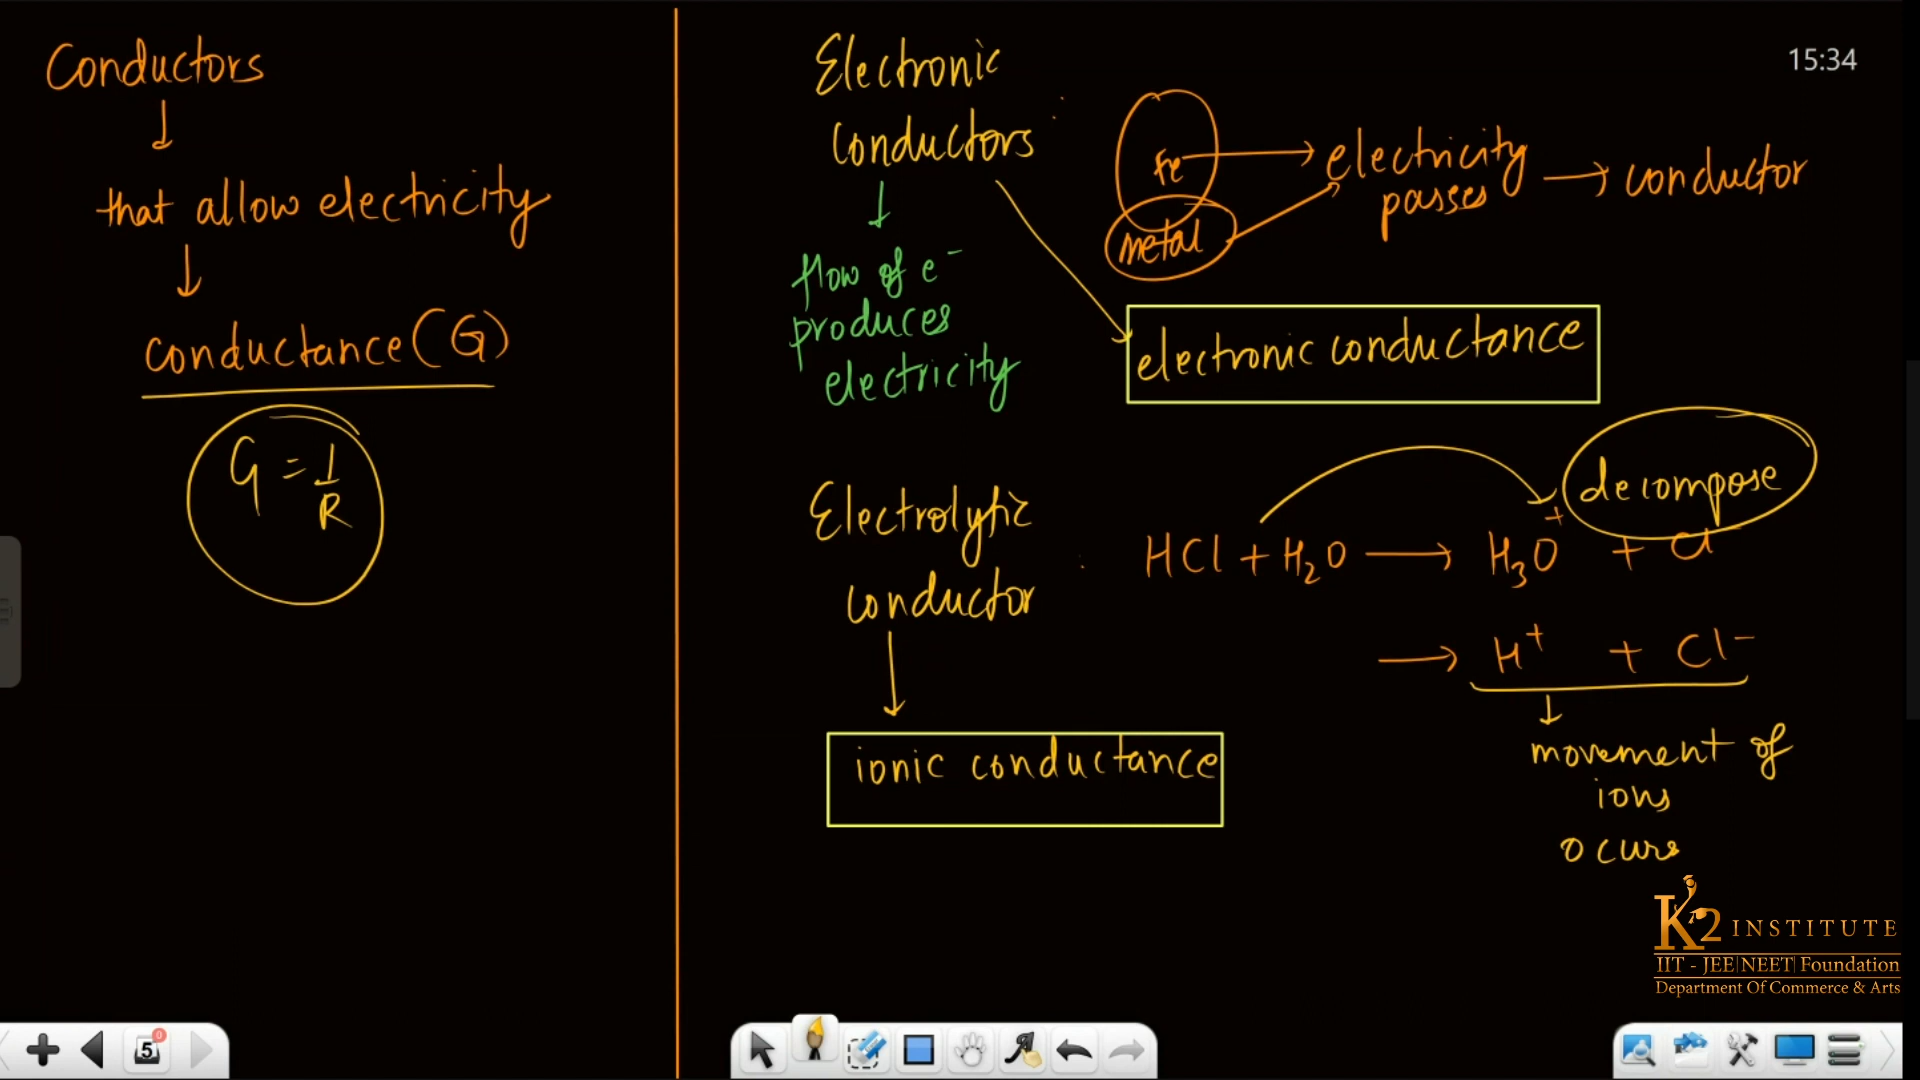 Conductors
that allow electricity
conductance (G)
G = 1/R
Electronic
conductors :
flow of e⁻
produces
electricity
Fe
metal
electricity
passes
conductor
electronic conductance
Electrolytic
conductor :
ionic conductance
decompose
HCl + H₂O → H₃O⁺ + Cl⁻
→ H⁺ + Cl⁻
movement of
ions
ocurs
15:34
K2 INSTITUTE
IIT - JEE|NEET| Foundation
Department Of Commerce & Arts
5
0